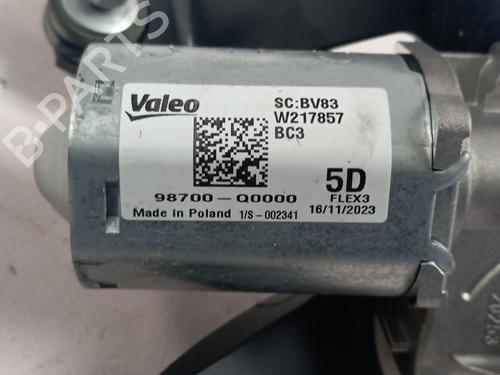 Valeo
SC:BV83
W217857
BC3
5D
98700-Q0000
FLEX3
Made in Poland 1/S-002341
16/11/2023
B-PARTS